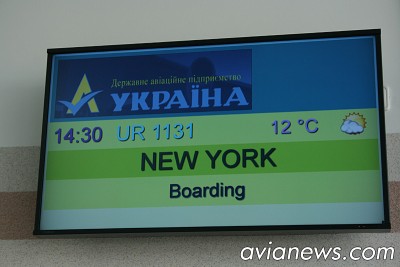 Державне авіаційне підприємство
УКРАЇНА
14:30 UR 1131 12 °C
NEW YORK
Boarding
avianews.com